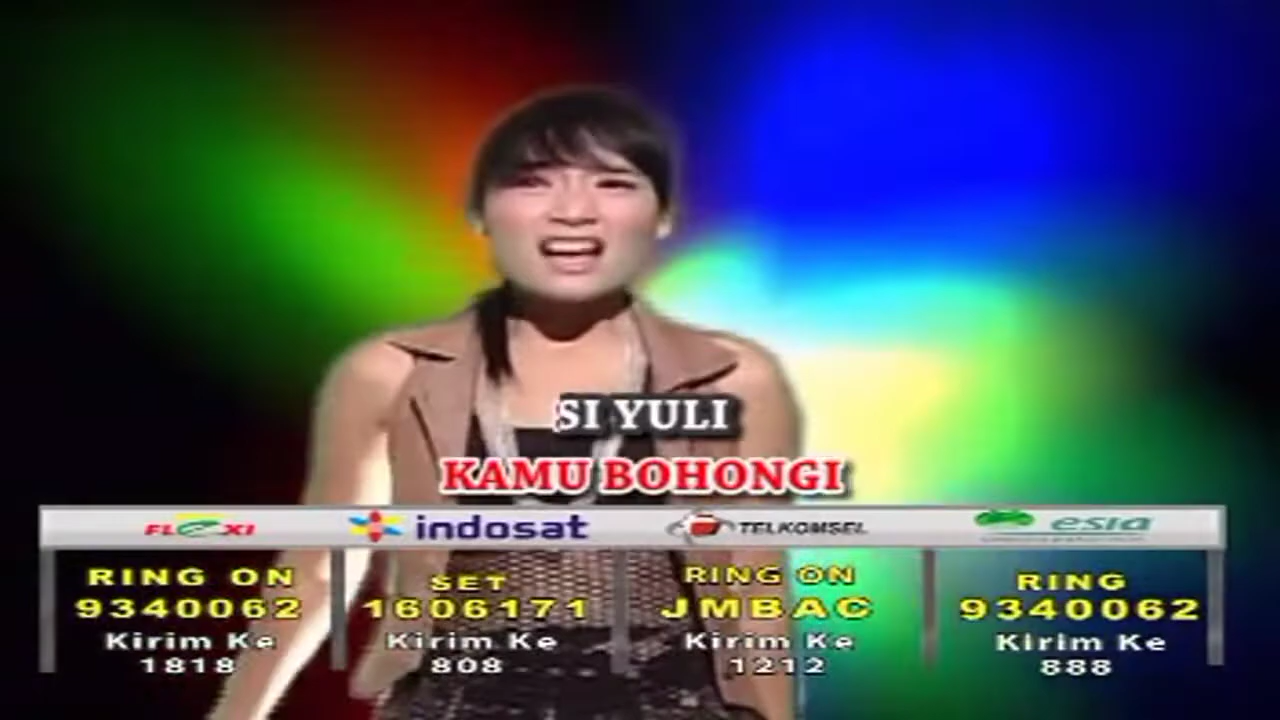 SI YULI
KAMU BOHONGI
FLEXI indosat TELKOMSEL esia
RING ON SET RING ON RING
9340062 1606171 JMBAC 9340062
Kirim Ke Kirim Ke Kirim Ke Kirim Ke
1818 808 1212 888